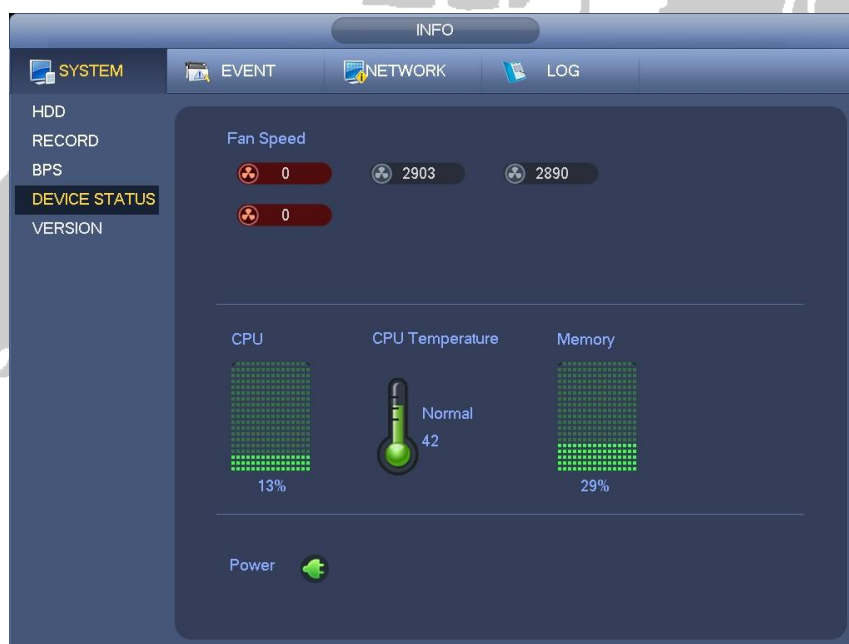 INFO
SYSTEM EVENT NETWORK LOG
HDD
RECORD
BPS
DEVICE STATUS
VERSION
Fan Speed
0 2903 2890
0
CPU CPU Temperature Memory
Normal
42
13% 29%
Power